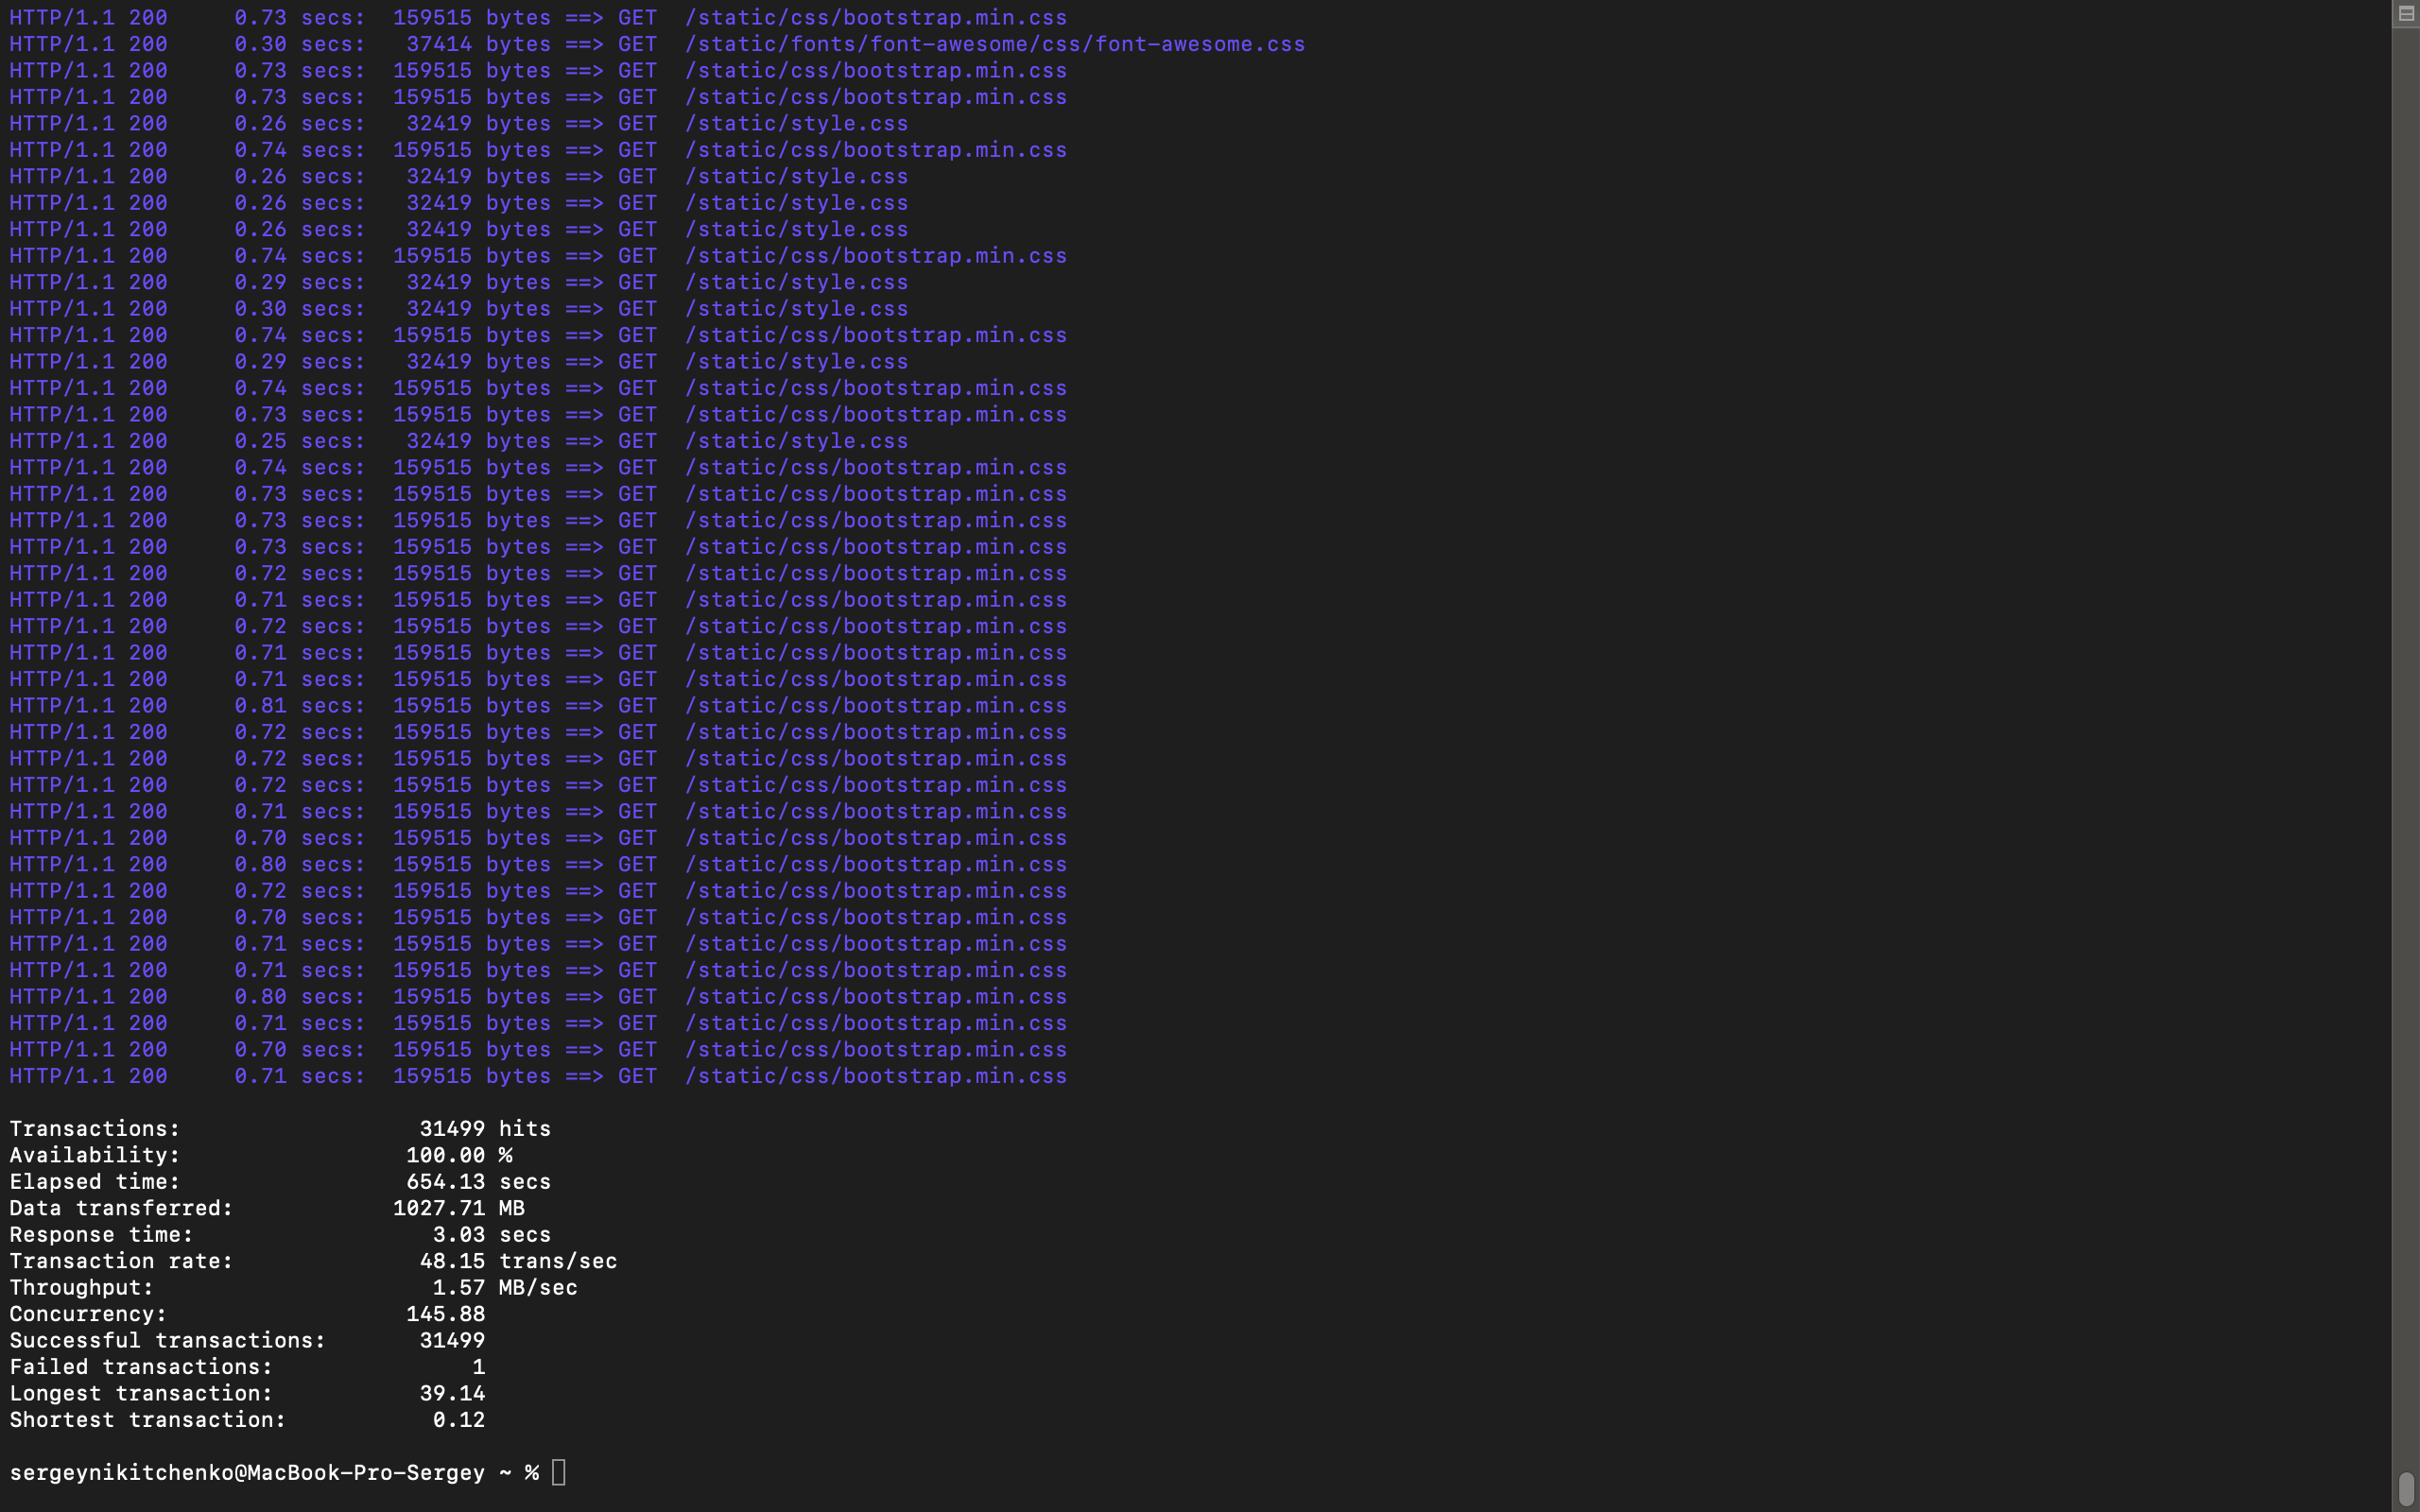 HTTP/1.1 200     0.73 secs:  159515 bytes ==> GET  /static/css/bootstrap.min.css
HTTP/1.1 200     0.30 secs:   37414 bytes ==> GET  /static/fonts/font-awesome/css/font-awesome.css
HTTP/1.1 200     0.73 secs:  159515 bytes ==> GET  /static/css/bootstrap.min.css
HTTP/1.1 200     0.73 secs:  159515 bytes ==> GET  /static/css/bootstrap.min.css
HTTP/1.1 200     0.26 secs:   32419 bytes ==> GET  /static/style.css
HTTP/1.1 200     0.74 secs:  159515 bytes ==> GET  /static/css/bootstrap.min.css
HTTP/1.1 200     0.26 secs:   32419 bytes ==> GET  /static/style.css
HTTP/1.1 200     0.26 secs:   32419 bytes ==> GET  /static/style.css
HTTP/1.1 200     0.26 secs:   32419 bytes ==> GET  /static/style.css
HTTP/1.1 200     0.74 secs:  159515 bytes ==> GET  /static/css/bootstrap.min.css
HTTP/1.1 200     0.29 secs:   32419 bytes ==> GET  /static/style.css
HTTP/1.1 200     0.30 secs:   32419 bytes ==> GET  /static/style.css
HTTP/1.1 200     0.74 secs:  159515 bytes ==> GET  /static/css/bootstrap.min.css
HTTP/1.1 200     0.29 secs:   32419 bytes ==> GET  /static/style.css
HTTP/1.1 200     0.74 secs:  159515 bytes ==> GET  /static/css/bootstrap.min.css
HTTP/1.1 200     0.73 secs:  159515 bytes ==> GET  /static/css/bootstrap.min.css
HTTP/1.1 200     0.25 secs:   32419 bytes ==> GET  /static/style.css
HTTP/1.1 200     0.74 secs:  159515 bytes ==> GET  /static/css/bootstrap.min.css
HTTP/1.1 200     0.73 secs:  159515 bytes ==> GET  /static/css/bootstrap.min.css
HTTP/1.1 200     0.73 secs:  159515 bytes ==> GET  /static/css/bootstrap.min.css
HTTP/1.1 200     0.73 secs:  159515 bytes ==> GET  /static/css/bootstrap.min.css
HTTP/1.1 200     0.72 secs:  159515 bytes ==> GET  /static/css/bootstrap.min.css
HTTP/1.1 200     0.71 secs:  159515 bytes ==> GET  /static/css/bootstrap.min.css
HTTP/1.1 200     0.72 secs:  159515 bytes ==> GET  /static/css/bootstrap.min.css
HTTP/1.1 200     0.71 secs:  159515 bytes ==> GET  /static/css/bootstrap.min.css
HTTP/1.1 200     0.71 secs:  159515 bytes ==> GET  /static/css/bootstrap.min.css
HTTP/1.1 200     0.81 secs:  159515 bytes ==> GET  /static/css/bootstrap.min.css
HTTP/1.1 200     0.72 secs:  159515 bytes ==> GET  /static/css/bootstrap.min.css
HTTP/1.1 200     0.72 secs:  159515 bytes ==> GET  /static/css/bootstrap.min.css
HTTP/1.1 200     0.72 secs:  159515 bytes ==> GET  /static/css/bootstrap.min.css
HTTP/1.1 200     0.71 secs:  159515 bytes ==> GET  /static/css/bootstrap.min.css
HTTP/1.1 200     0.70 secs:  159515 bytes ==> GET  /static/css/bootstrap.min.css
HTTP/1.1 200     0.80 secs:  159515 bytes ==> GET  /static/css/bootstrap.min.css
HTTP/1.1 200     0.72 secs:  159515 bytes ==> GET  /static/css/bootstrap.min.css
HTTP/1.1 200     0.70 secs:  159515 bytes ==> GET  /static/css/bootstrap.min.css
HTTP/1.1 200     0.71 secs:  159515 bytes ==> GET  /static/css/bootstrap.min.css
HTTP/1.1 200     0.71 secs:  159515 bytes ==> GET  /static/css/bootstrap.min.css
HTTP/1.1 200     0.80 secs:  159515 bytes ==> GET  /static/css/bootstrap.min.css
HTTP/1.1 200     0.71 secs:  159515 bytes ==> GET  /static/css/bootstrap.min.css
HTTP/1.1 200     0.70 secs:  159515 bytes ==> GET  /static/css/bootstrap.min.css
HTTP/1.1 200     0.71 secs:  159515 bytes ==> GET  /static/css/bootstrap.min.css
Transactions:                  31499 hits
Availability:                 100.00 %
Elapsed time:                 654.13 secs
Data transferred:            1027.71 MB
Response time:                  3.03 secs
Transaction rate:              48.15 trans/sec
Throughput:                     1.57 MB/sec
Concurrency:                  145.88
Successful transactions:       31499
Failed transactions:               1
Longest transaction:           39.14
Shortest transaction:           0.12
sergeynikitchenko@MacBook-Pro-Sergey ~ %